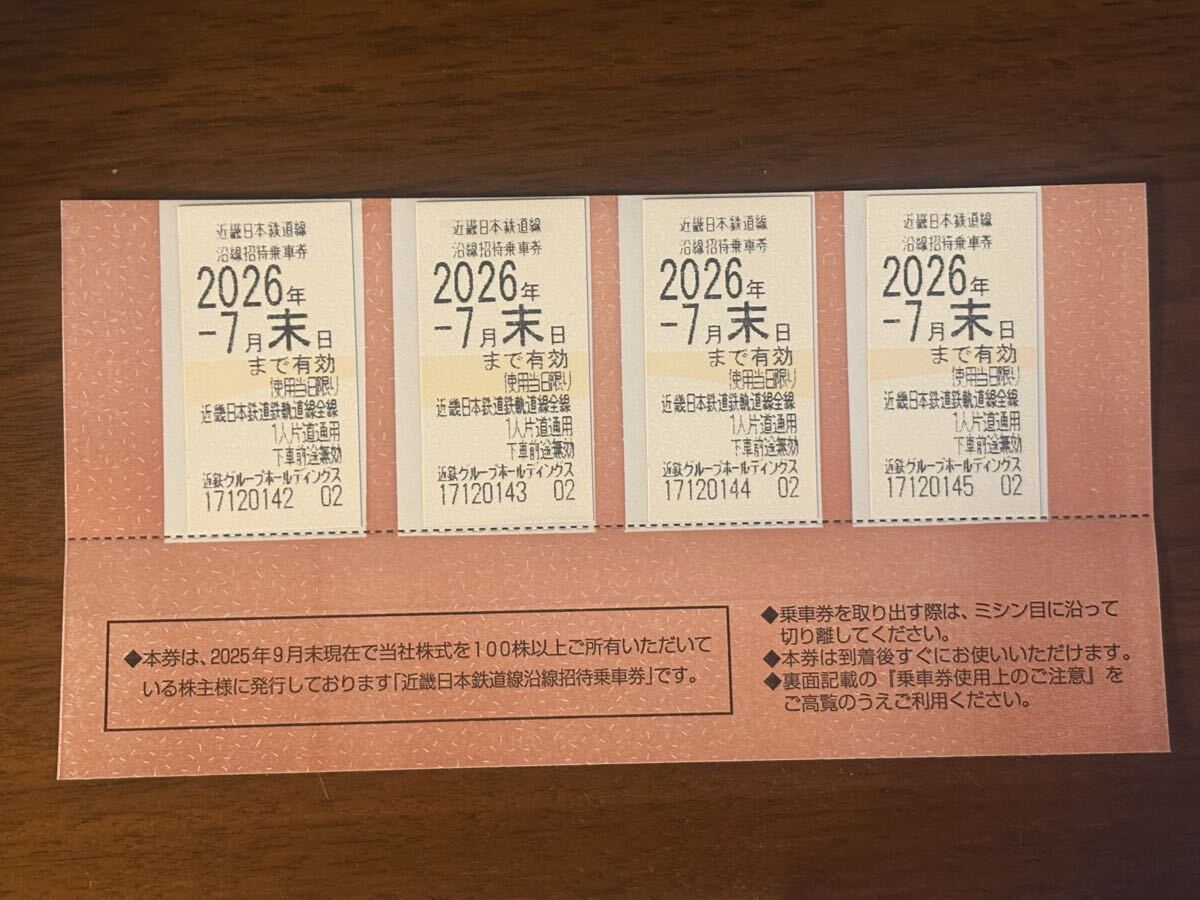 近畿日本鉄道線
沿線招待乗車券
2026年
-7月末日
まで有効
使用当日限り
近畿日本鉄道鉄軌道線全線
1人片道通用
下車前途無効
近鉄グループホールディングス
17120142 02
近畿日本鉄道線
沿線招待乗車券
2026年
-7月末日
まで有効
使用当日限り
近畿日本鉄道鉄軌道線全線
1人片道通用
下車前途無効
近鉄グループホールディングス
17120143 02
近畿日本鉄道線
沿線招待乗車券
2026年
-7月末日
まで有効
使用当日限り
近畿日本鉄道鉄軌道線全線
1人片道通用
下車前途無効
近鉄グループホールディングス
17120144 02
近畿日本鉄道線
沿線招待乗車券
2026年
-7月末日
まで有効
使用当日限り
近畿日本鉄道鉄軌道線全線
1人片道通用
下車前途無効
近鉄グループホールディングス
17120145 02
◆本券は、2025年9月末現在で当社株式を100株以上ご所有いただいて
いる株主様に発行しております「近畿日本鉄道線沿線招待乗車券」です。
◆乗車券を取り出す際は、ミシン目に沿って
切り離してください。
◆本券は到着後すぐにお使いいただけます。
◆裏面記載の『乗車券使用上のご注意』を
ご高覧のうえご利用ください。